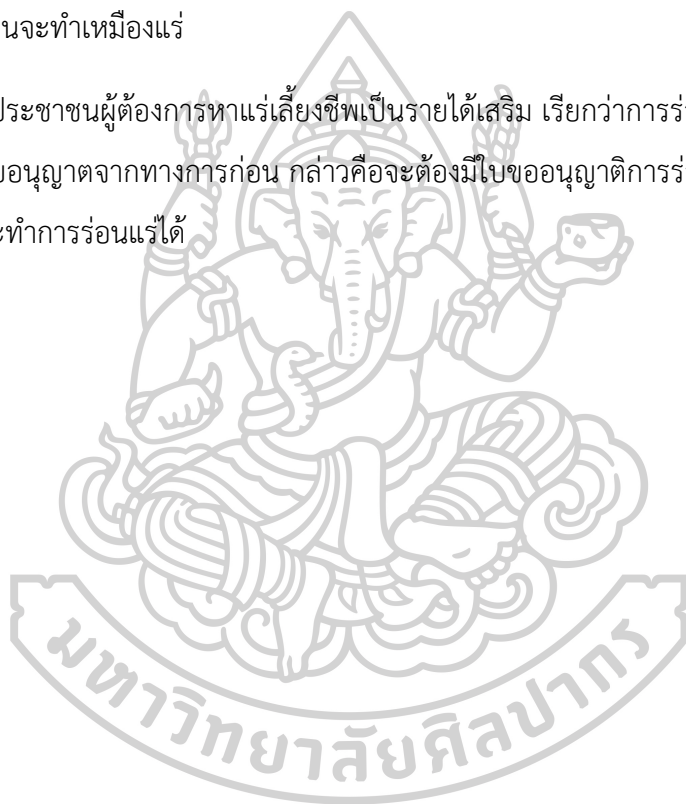 นจะทำเหมืองแร่
ประชาชนผู้ต้องการหาแร่เลี้ยงชีพเป็นรายได้เสริม เรียกว่าการร่
อนุญาตจากทางการก่อน กล่าวคือจะต้องมีใบขออนุญาติการร่
ะทำการร่อนแร่ได้
มหาวิทยาลัยศิลปากร